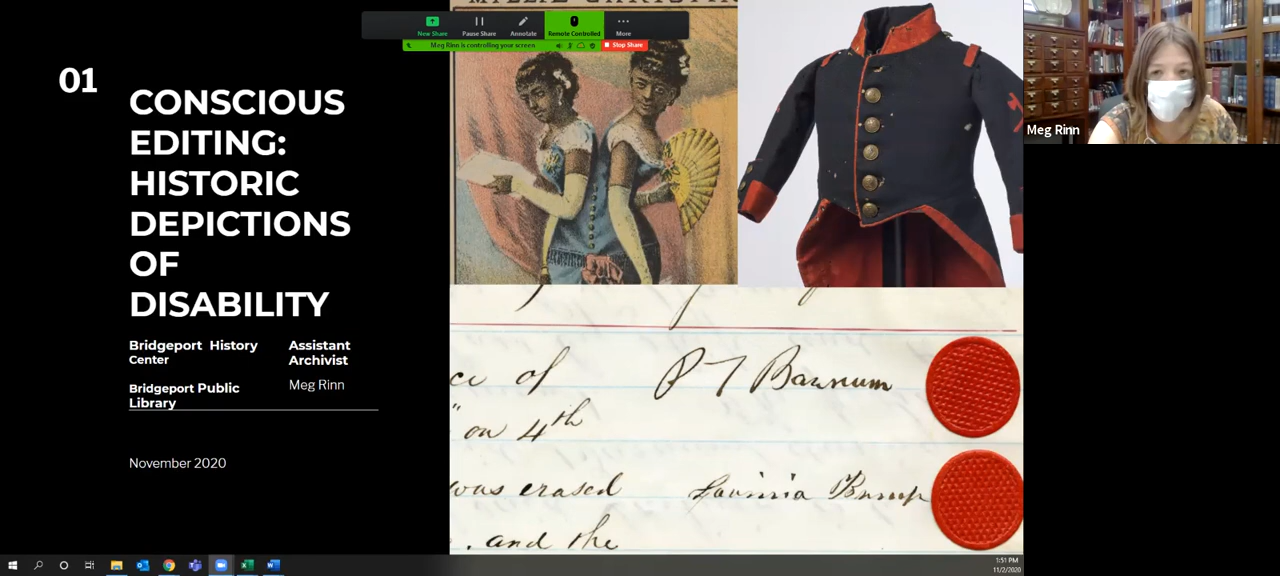 01
CONSCIOUS
EDITING:
HISTORIC
DEPICTIONS
OF
DISABILITY
Bridgeport History
Center
Bridgeport Public
Library
Assistant
Archivist
Meg Rinn
November 2020
New Share
Pause Share
Annotate
Remote Controlled
More
Meg Rinn is controlling your screen
Stop Share
of P T Barnum
"on 4th
was erased Lavinia Bump
. and the
Meg Rinn
1:51 PM
11/2/2020